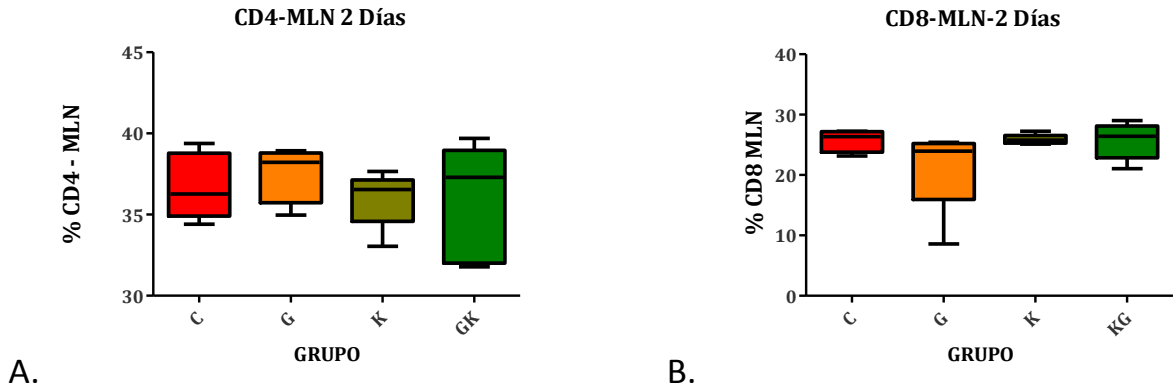 CD4-MLN 2 Días
% CD4 - MLN
45
40
35
30
C G K GK
GRUPO
A.
CD8-MLN-2 Días
% CD8 MLN
40
30
20
10
0
C G K KG
GRUPO
B.